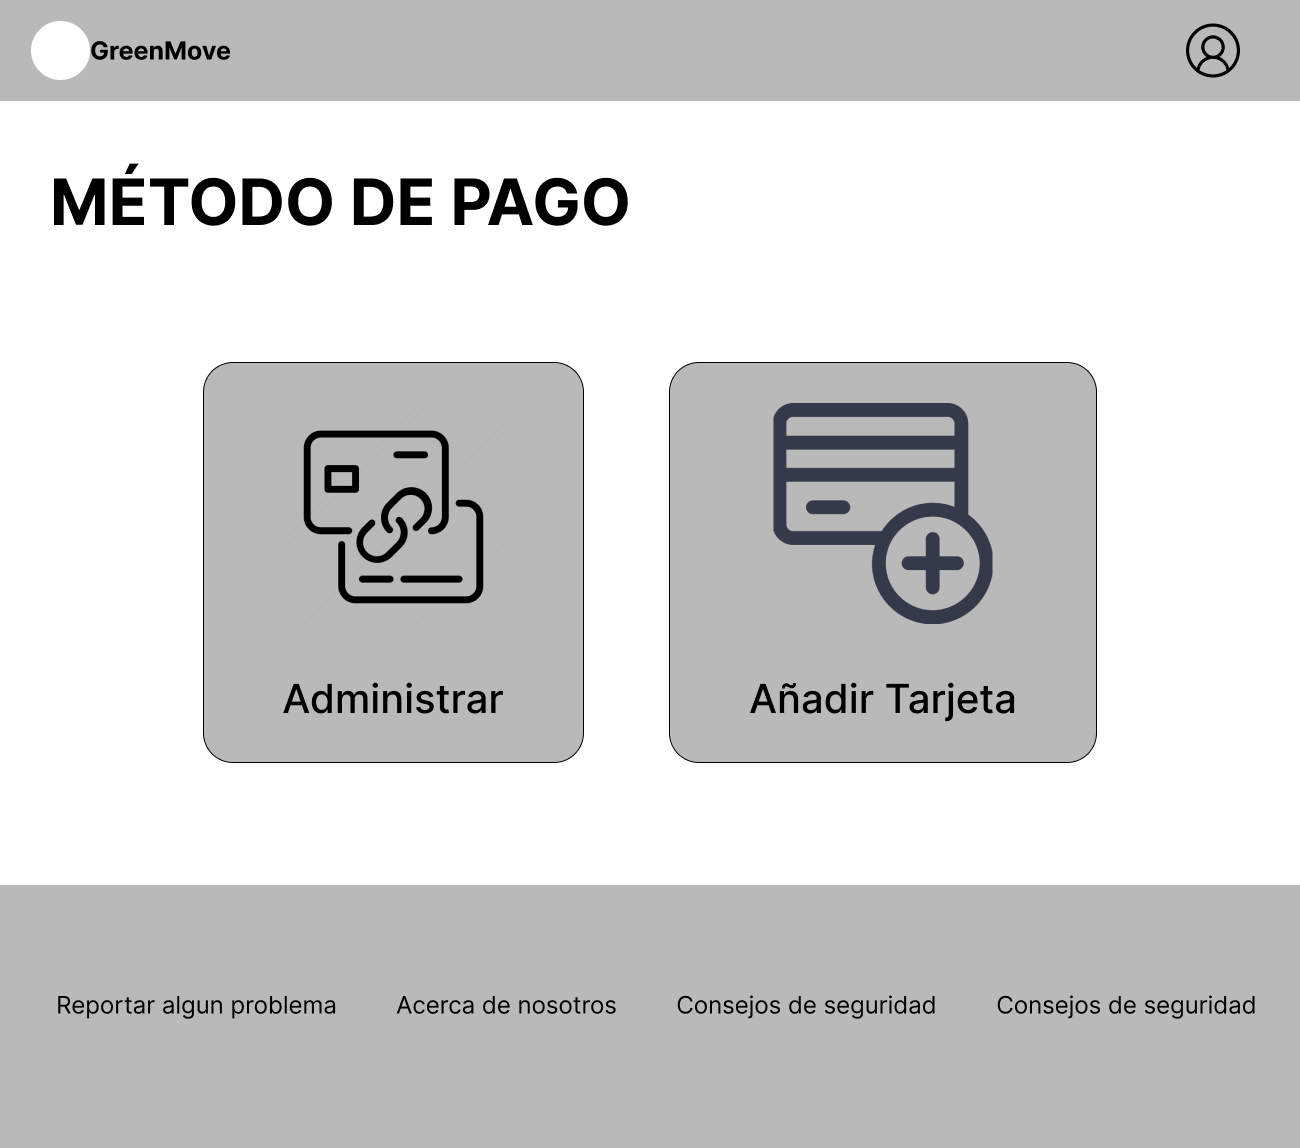 GreenMove
MÉTODO DE PAGO
Administrar
Añadir Tarjeta
Reportar algun problema
Acerca de nosotros
Consejos de seguridad
Consejos de seguridad